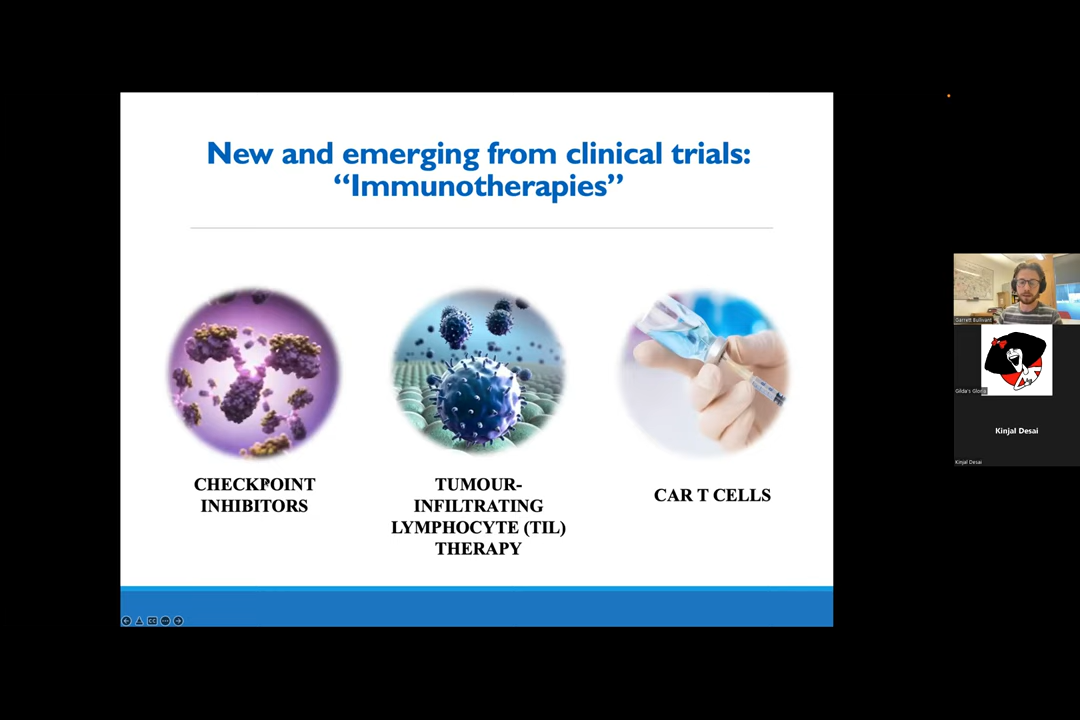 New and emerging from clinical trials:
“Immunotherapies”
CHECKPOINT
INHIBITORS
TUMOUR-
INFILTRATING
LYMPHOCYTE (TIL)
THERAPY
CAR T CELLS
Garrett Bullivant
Gilda's Gloria
Kinjal Desai
Kinjal Desai